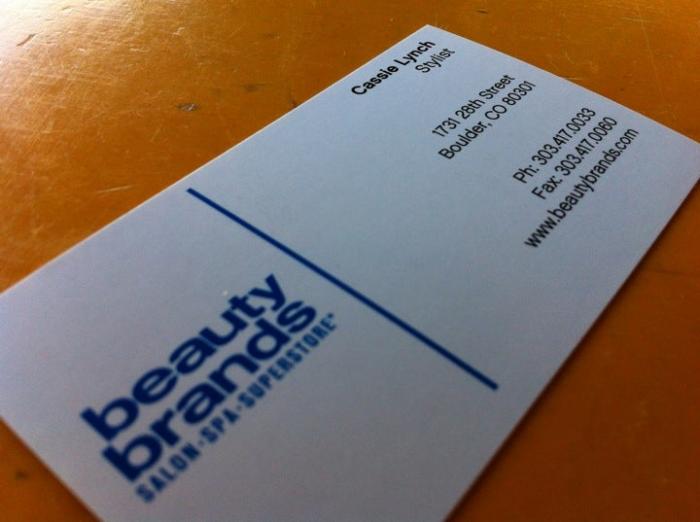 Cassie Lynch
Stylist
1731 28th Street
Boulder, CO 80301
Ph: 303.417.0033
Fax: 303.417.0060
www.beautybrands.com
beauty
brands
SALON·SPA·SUPERSTORE